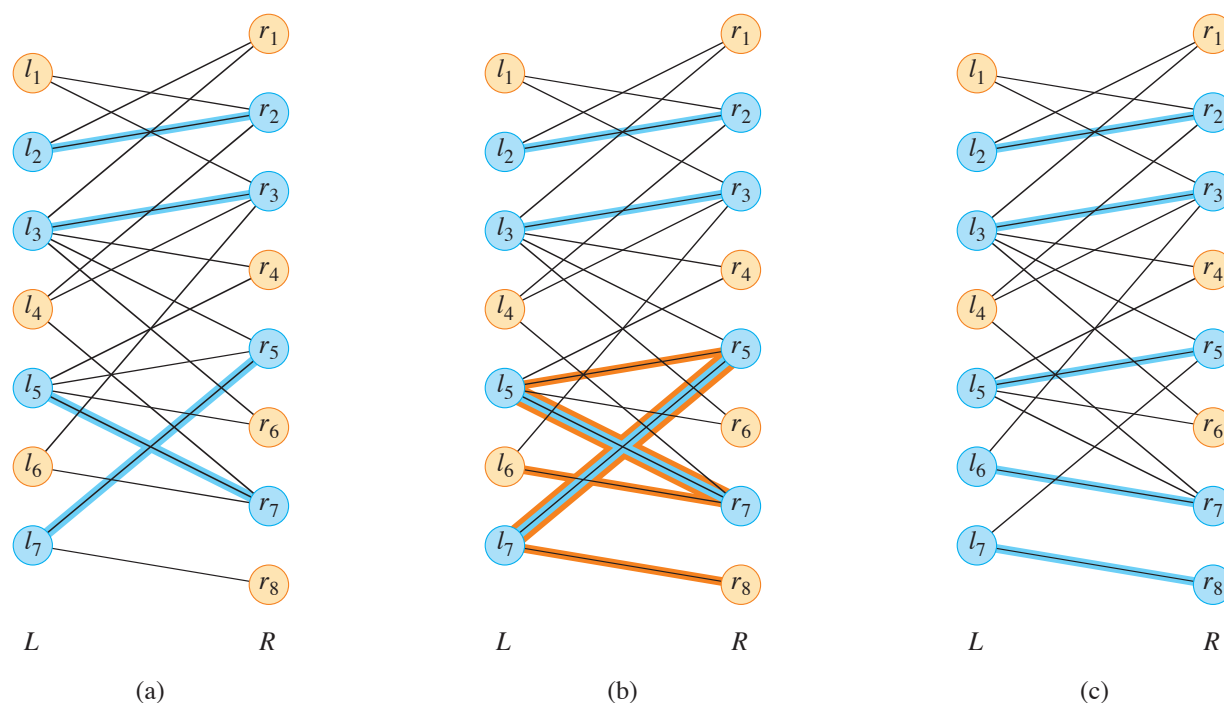 r1 r1 r1
l1 l1 l1
r2 r2 r2
l2 l2 l2
r3 r3 r3
l3 l3 l3
r4 r4 r4
l4 l4 l4
r5 r5 r5
l5 l5 l5
r6 r6 r6
l6 l6 l6
r7 r7 r7
l7 l7 l7
r8 r8 r8
L R L R L R
(a) (b) (c)